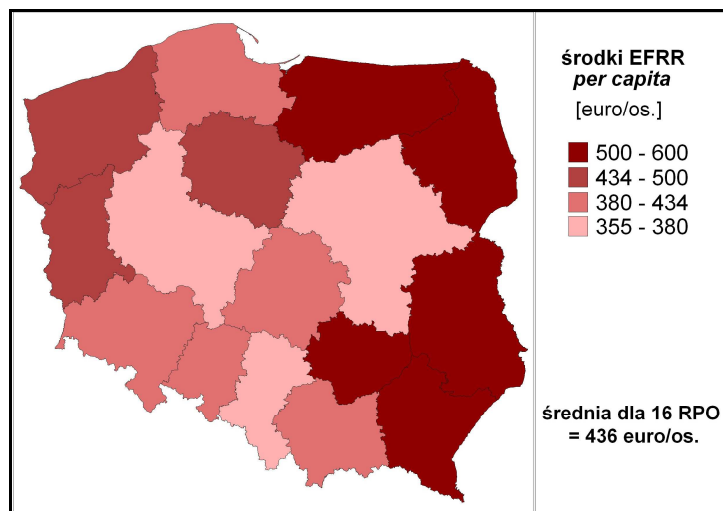 środki EFRR
per capita
[euro/os.]
500 - 600
434 - 500
380 - 434
355 - 380
średnia dla 16 RPO
= 436 euro/os.